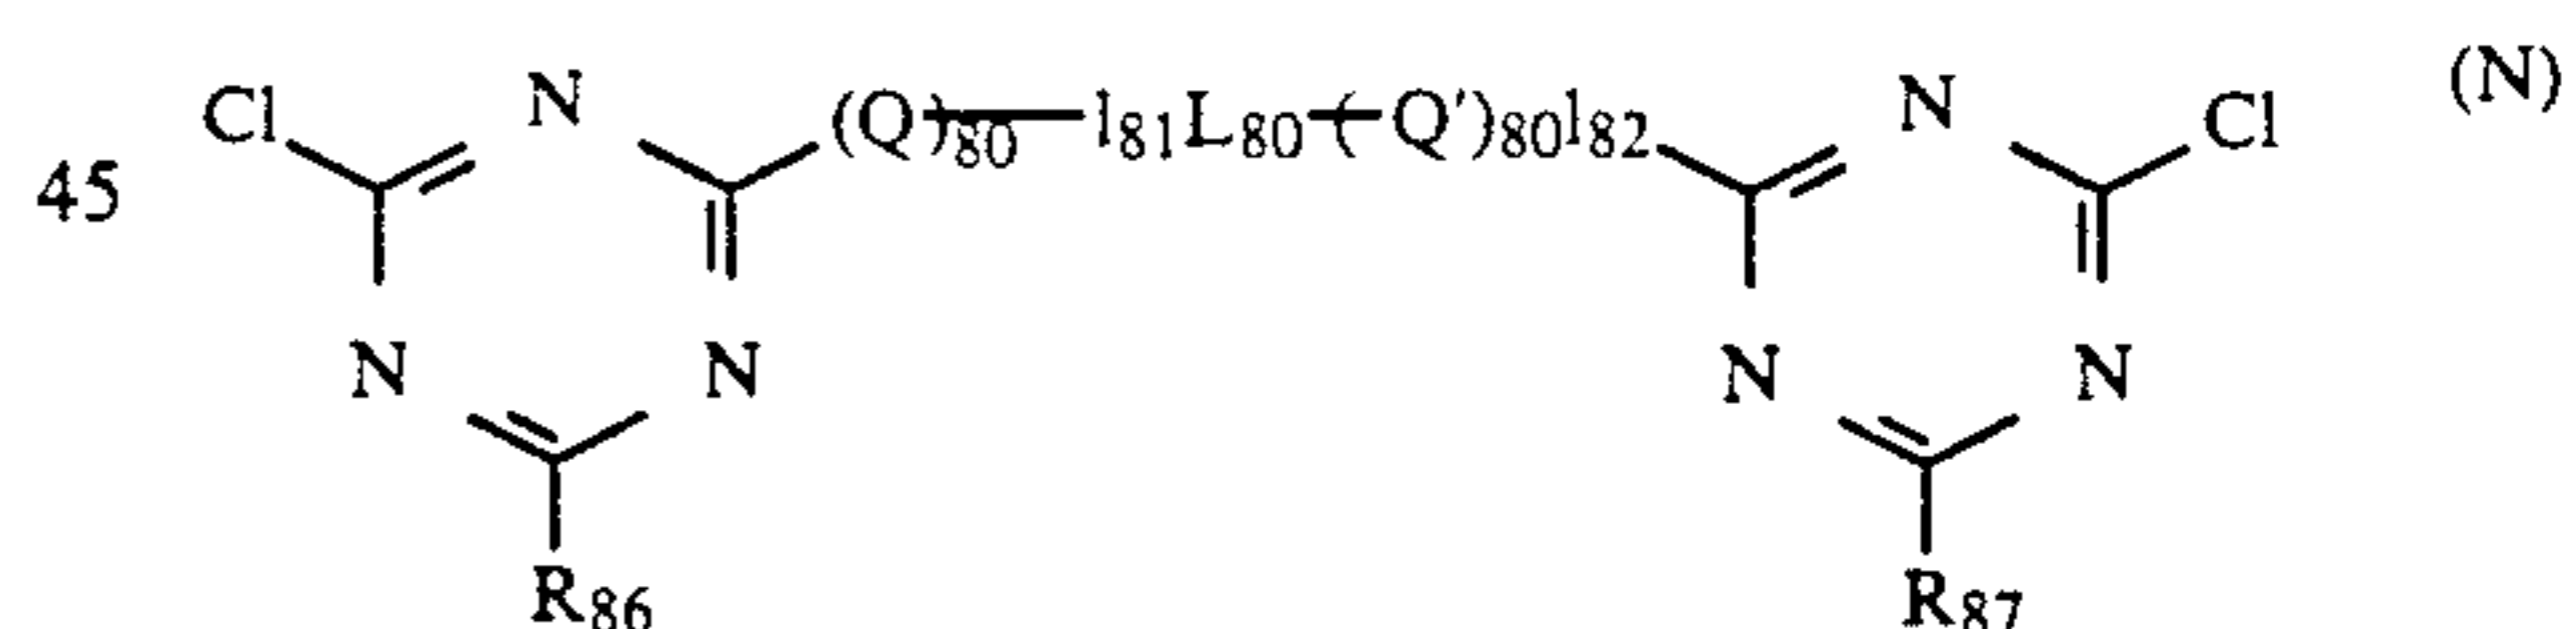 Cl N (Q)80 l81L80 ( Q')80l82 N Cl (N)
45
N N N N
R86 R87